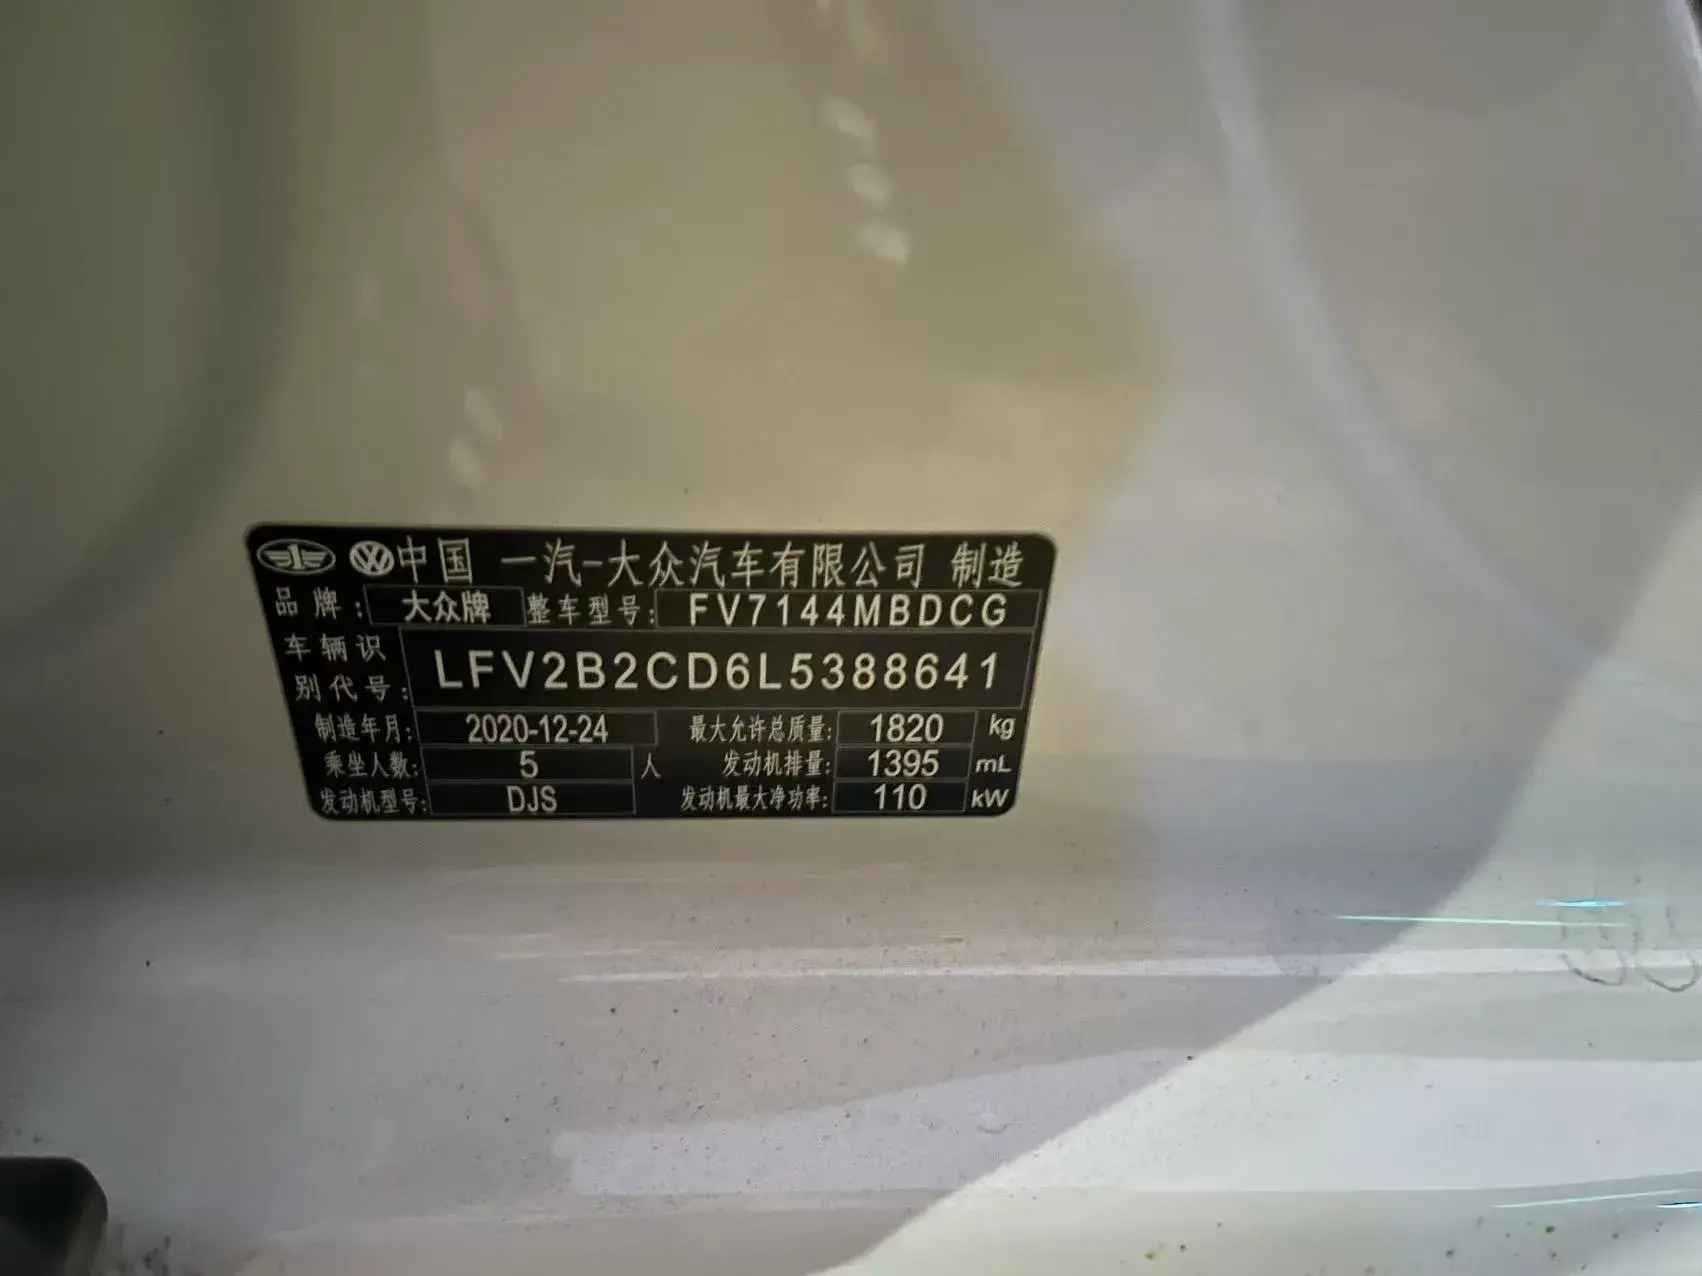 中国 一汽-大众汽车有限公司 制造
品牌: 大众牌 整车型号: FV7144MBDCG
车辆识
别代号: LFV2B2CD6L5388641
制造年月: 2020-12-24 最大允许总质量: 1820 kg
乘坐人数: 5 人 发动机排量: 1395 mL
发动机型号: DJS 发动机最大净功率: 110 kW